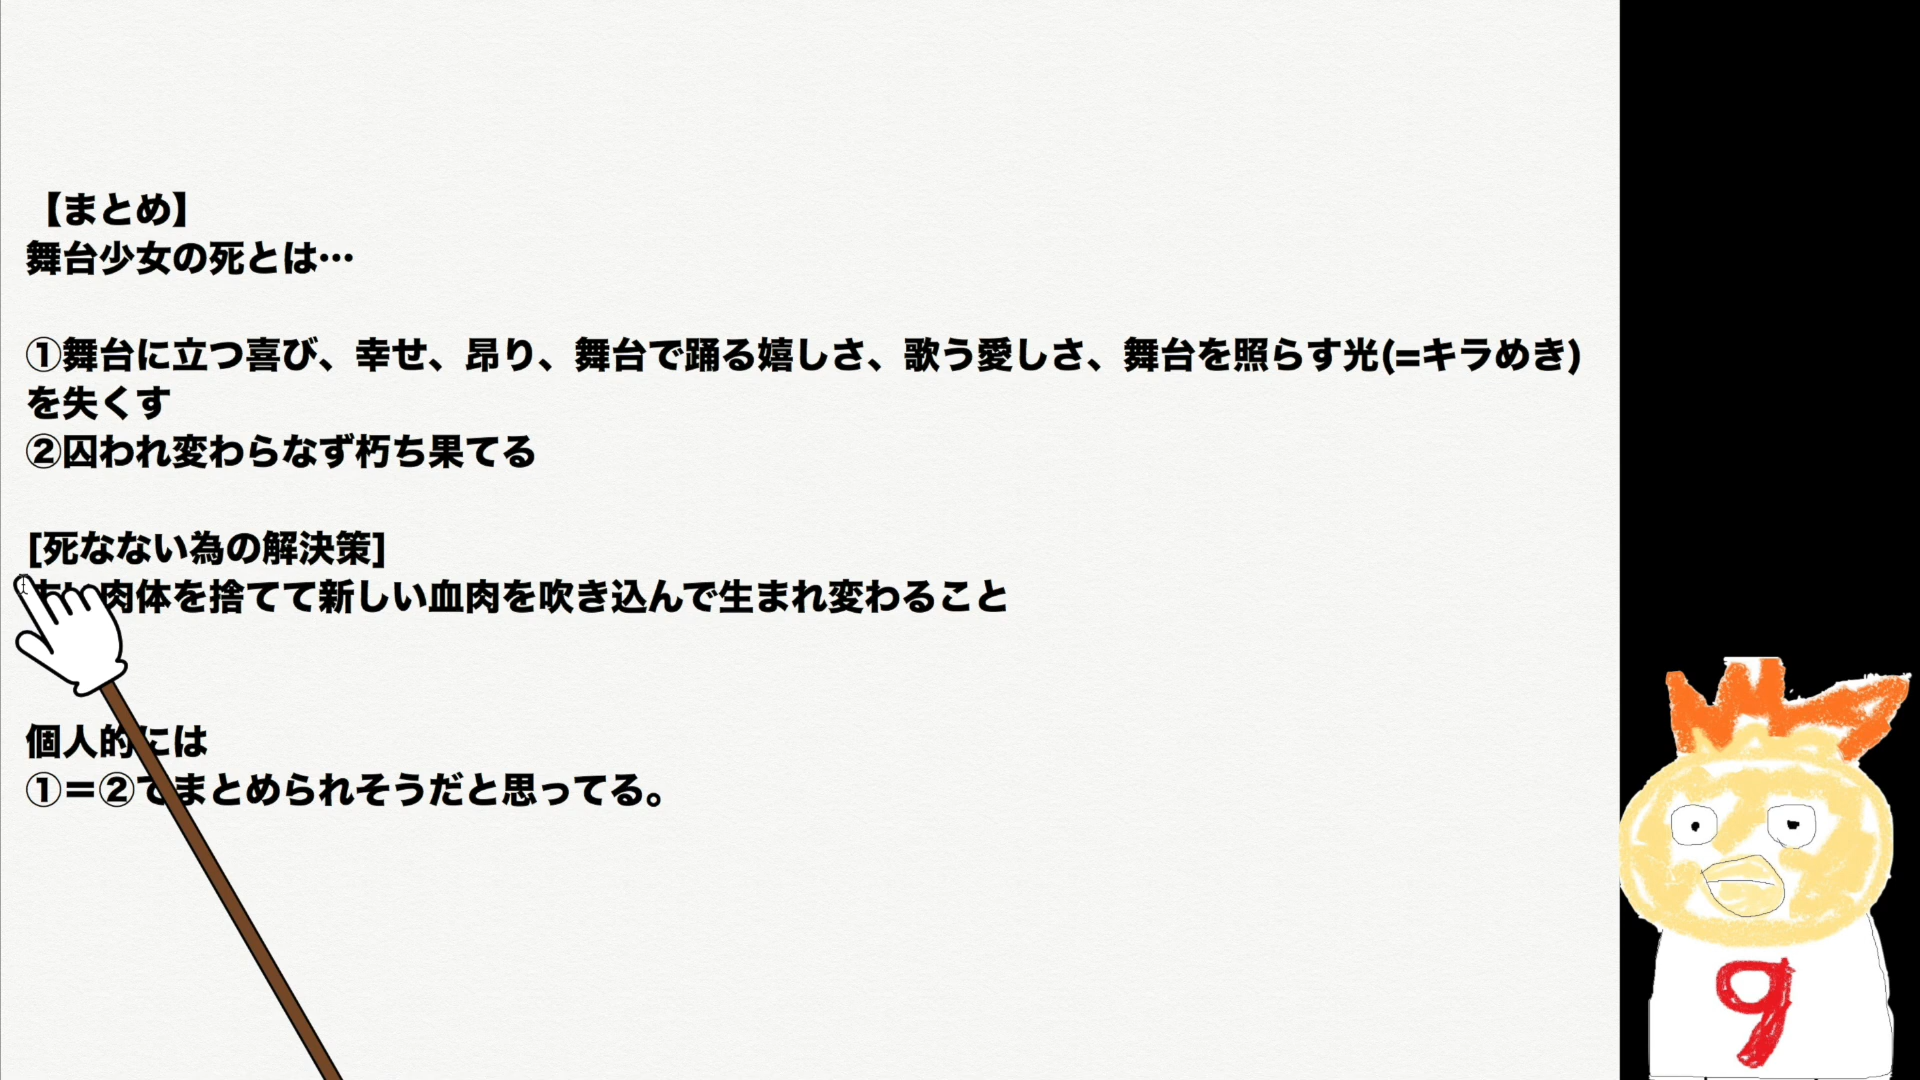 【まとめ】
舞台少女の死とは…
①舞台に立つ喜び、幸せ、昂り、舞台で踊る嬉しさ、歌う愛しさ、舞台を照らす光(=キラめき)
を失くす
②囚われ変わらなず朽ち果てる
[死なない為の解決策]
肉体を捨てて新しい血肉を吹き込んで生まれ変わること
個人的には
①＝②でまとめられそうだと思ってる。
9